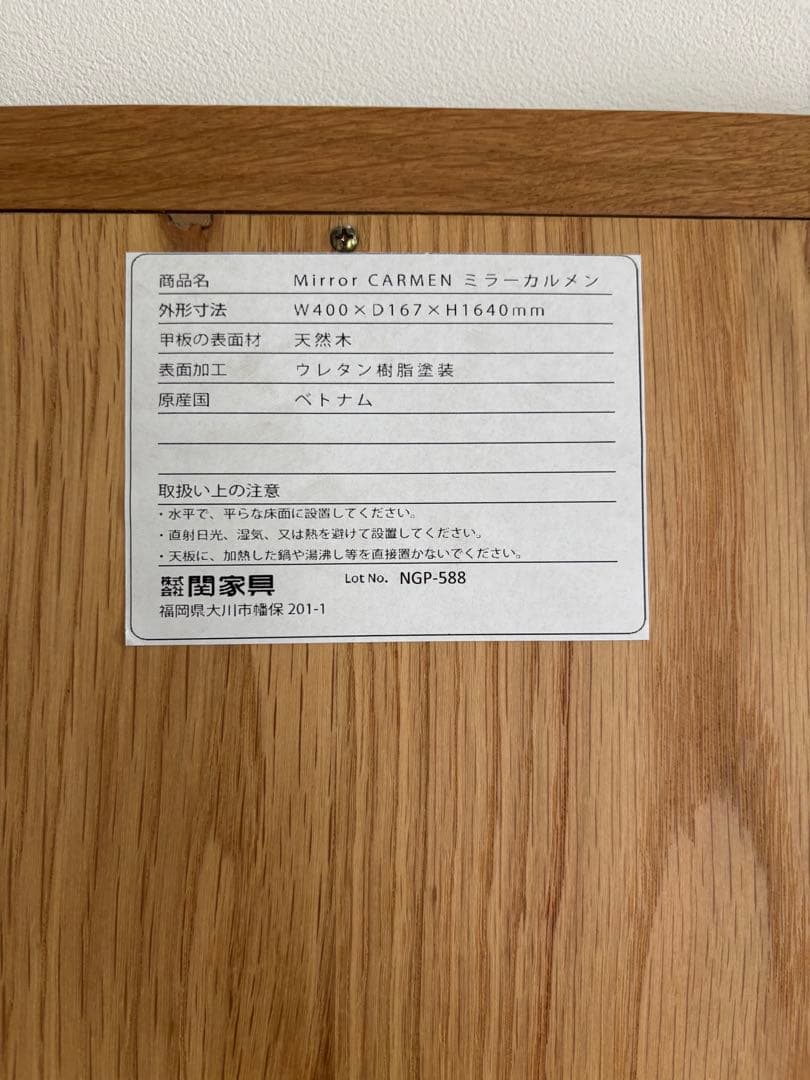 商品名 Mirror CARMEN ミラーカルメン
外形寸法 W400×D167×H1640mm
甲板の表面材 天然木
表面加工 ウレタン樹脂塗装
原産国 ベトナム
取扱い上の注意
・水平で、平らな床面に設置してください。
・直射日光、湿気、又は熱を避けて設置してください。
・天板に、加熱した鍋や湯沸し等を直接置かないでください。
株式会社 関家具 Lot No. NGP-588
福岡県大川市幡保 201-1